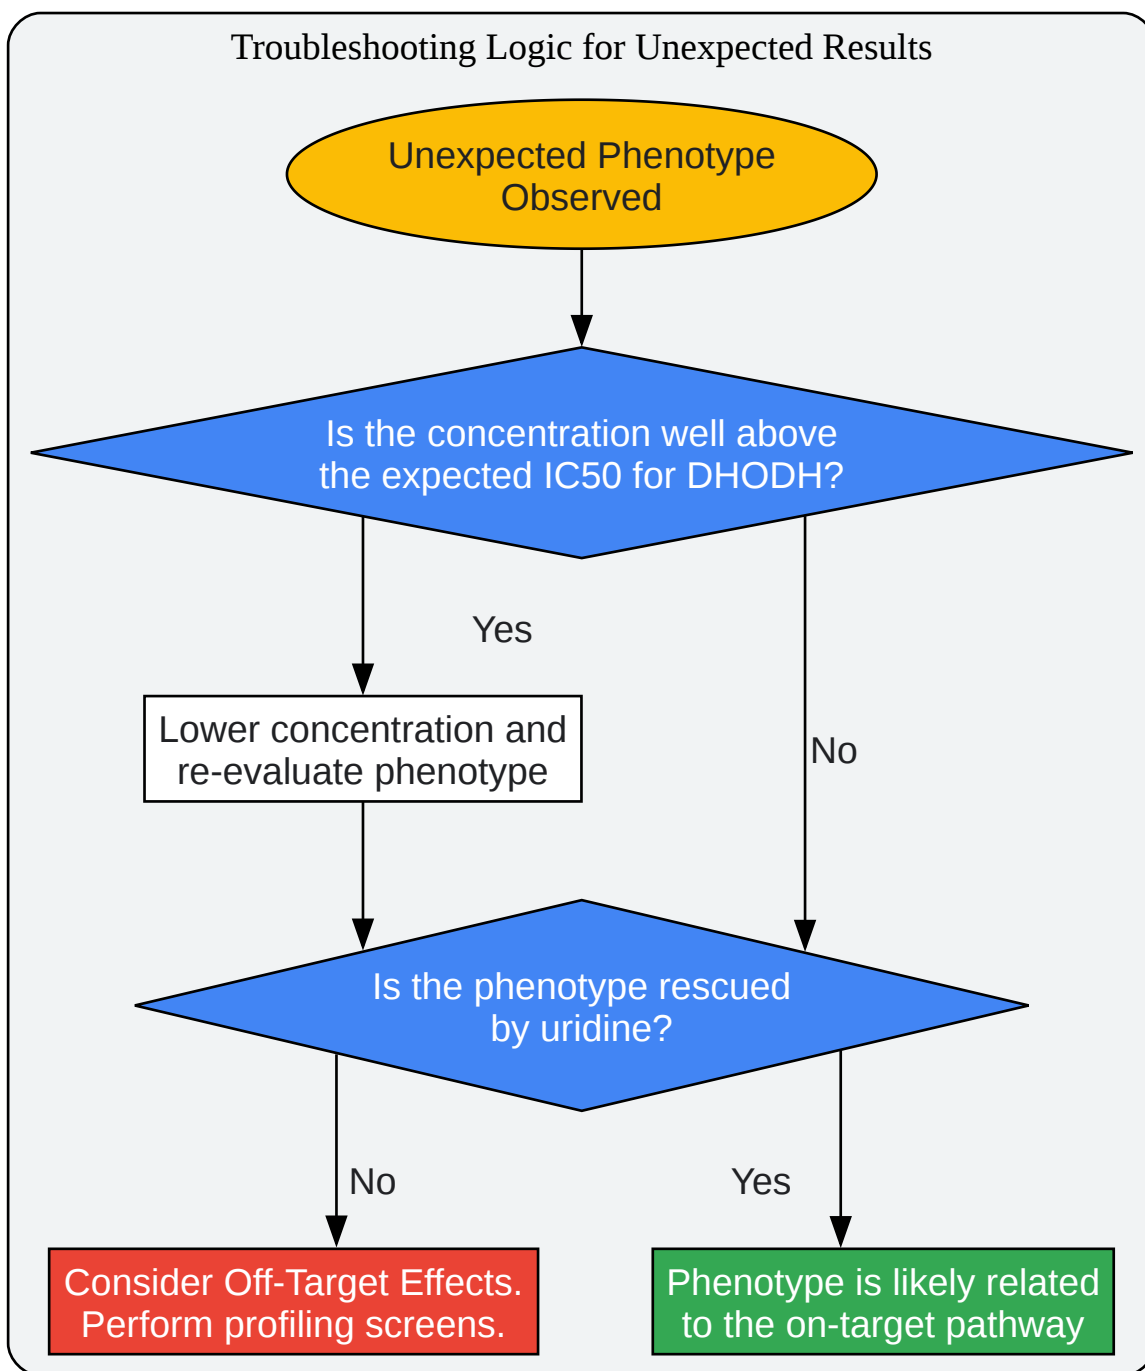 Troubleshooting Logic for Unexpected Results
Unexpected Phenotype
Observed
Is the concentration well above
the expected IC50 for DHODH?
Yes
Lower concentration and
re-evaluate phenotype
No
Is the phenotype rescued
by uridine?
No
Yes
Consider Off-Target Effects.
Perform profiling screens.
Phenotype is likely related
to the on-target pathway